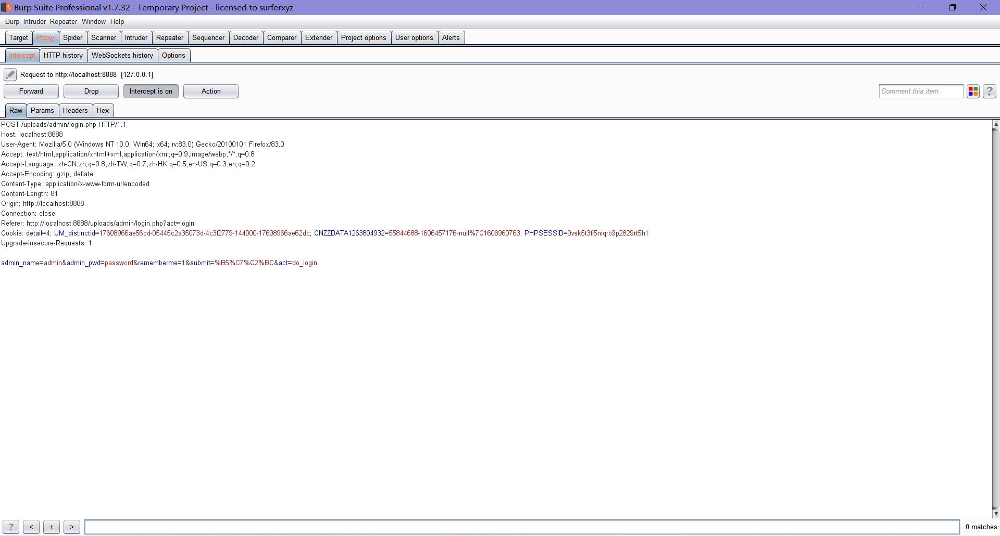 Burp Suite Professional v1.7.32 - Temporary Project - licensed to surferxyz
Burp Intruder Repeater Window Help
Target Proxy Spider Scanner Intruder Repeater Sequencer Decoder Comparer Extender Project options User options Alerts
Intercept HTTP history WebSockets history Options
Request to http://localhost:8888 [127.0.0.1]
Forward Drop Intercept is on Action Comment this item ?
Raw Params Headers Hex
POST /uploads/admin/login.php HTTP/1.1
Host: localhost:8888
User-Agent: Mozilla/5.0 (Windows NT 10.0; Win64; x64; rv:83.0) Gecko/20100101 Firefox/83.0
Accept: text/html,application/xhtml+xml,application/xml;q=0.9,image/webp,*/*;q=0.8
Accept-Language: zh-CN,zh;q=0.8,zh-TW;q=0.7,zh-HK;q=0.5,en-US;q=0.3,en;q=0.2
Accept-Encoding: gzip, deflate
Content-Type: application/x-www-form-urlencoded
Content-Length: 81
Origin: http://localhost:8888
Connection: close
Referer: http://localhost:8888/uploads/admin/login.php?act=login
Cookie: detail=4; UM_distinctid=17608966ae56cd-05445c2a35073d-4c3f2779-144000-17608966ae62dc; CNZZDATA1263804932=55844688-1606457176-null%7C1606960763; PHPSESSID=0vsk5t3fi5niqrb9p2829rt5h1
Upgrade-Insecure-Requests: 1
admin_name=admin&admin_pwd=password&rememberme=1&submit=%B5%C7%C2%BC&act=do_login
? < + > 0 matches